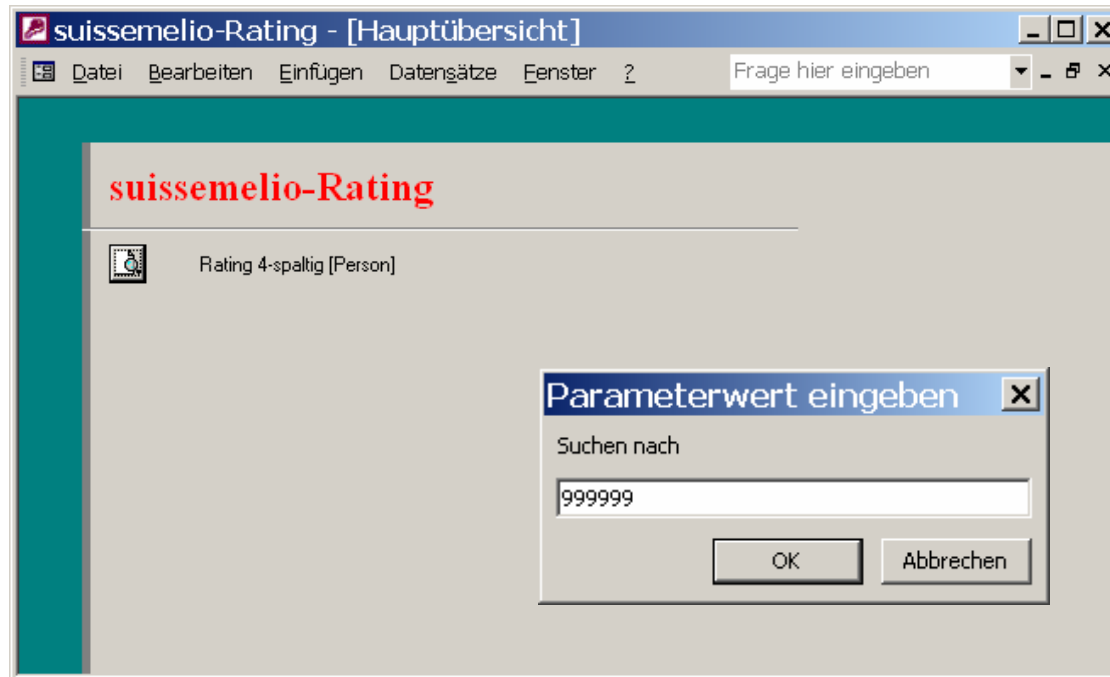 suissemelio-Rating - [Hauptübersicht]
Datei Bearbeiten Einfügen Datensätze Fenster ? Frage hier eingeben
suissemelio-Rating
Rating 4-spaltig [Person]
Parameterwert eingeben
Suchen nach
999999
OK Abbrechen